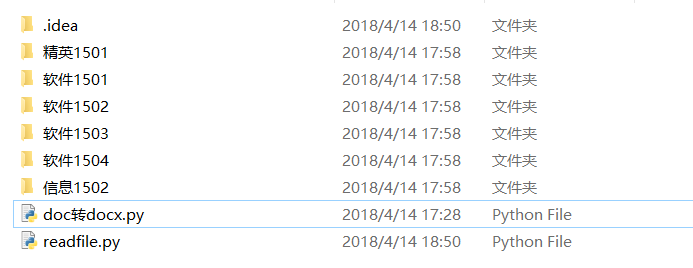 .idea 2018/4/14 18:50 文件夹
精英1501 2018/4/14 17:58 文件夹
软件1501 2018/4/14 17:58 文件夹
软件1502 2018/4/14 17:58 文件夹
软件1503 2018/4/14 17:58 文件夹
软件1504 2018/4/14 17:58 文件夹
信息1502 2018/4/14 17:58 文件夹
doc转docx.py 2018/4/14 17:28 Python File
readfile.py 2018/4/14 18:50 Python File